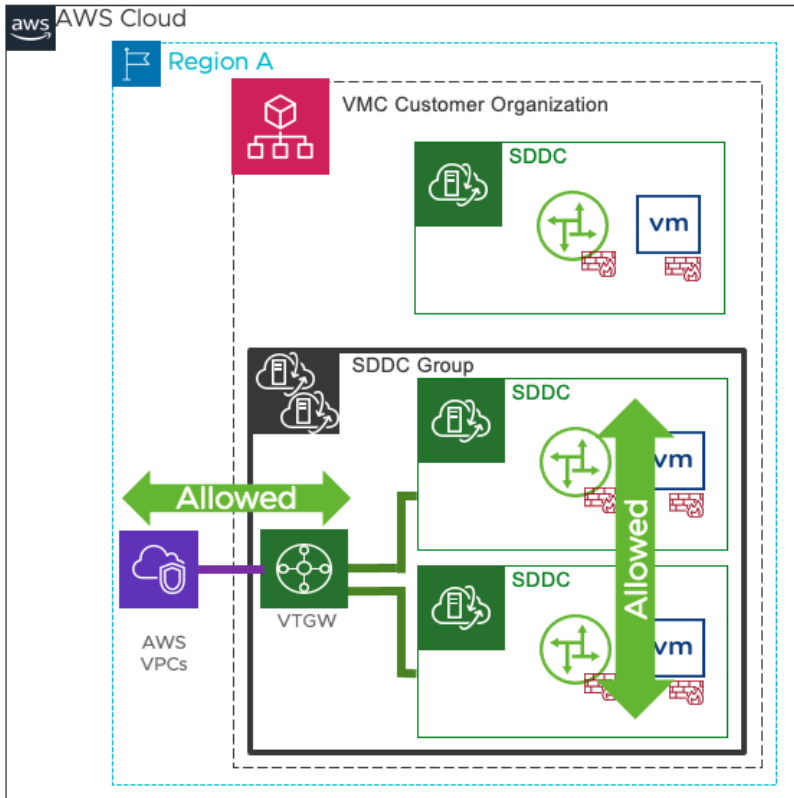 aws
AWS Cloud
Region A
VMC Customer Organization
SDDC
vm
SDDC Group
SDDC
vm
Allowed
Allowed
VTGW
AWS
VPCs
SDDC
vm